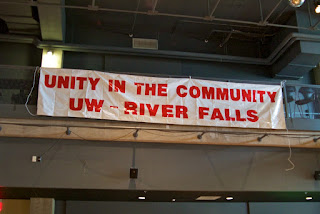 UNITY IN THE COMMUNITY
UW - RIVER FALLS